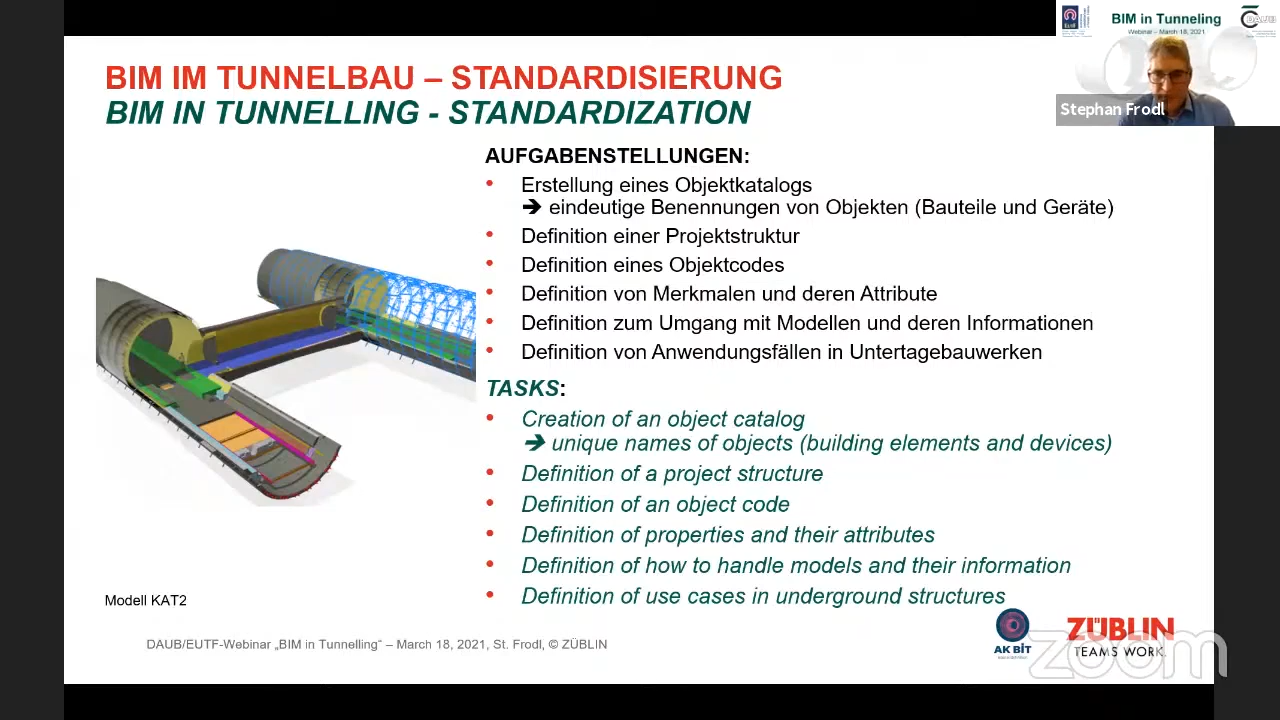 BIM in Tunneling
Webinar – March 18, 2021
DAUB
Stephan Frodl
BIM IM TUNNELBAU – STANDARDISIERUNG
BIM IN TUNNELLING - STANDARDIZATION
AUFGABENSTELLUNGEN:
• Erstellung eines Objektkatalogs
➔ eindeutige Benennungen von Objekten (Bauteile und Geräte)
• Definition einer Projektstruktur
• Definition eines Objektcodes
• Definition von Merkmalen und deren Attribute
• Definition zum Umgang mit Modellen und deren Informationen
• Definition von Anwendungsfällen in Untertagebauwerken
TASKS:
• Creation of an object catalog
➔ unique names of objects (building elements and devices)
• Definition of a project structure
• Definition of an object code
• Definition of properties and their attributes
• Definition of how to handle models and their information
• Definition of use cases in underground structures
Modell KAT2
DAUB/EUTF-Webinar „BIM in Tunnelling“ – March 18, 2021, St. Frodl, © ZÜBLIN
AK BIT
ZÜBLIN
TEAMS WORK.
zoom